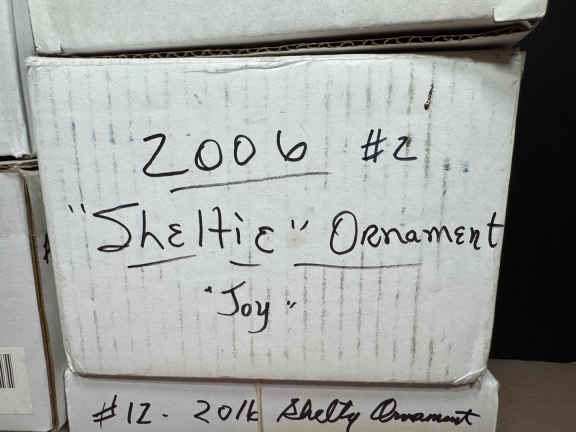 2006 #2
"Sheltie" Ornament
"Joy"
#12. 2016 Shelty Ornament